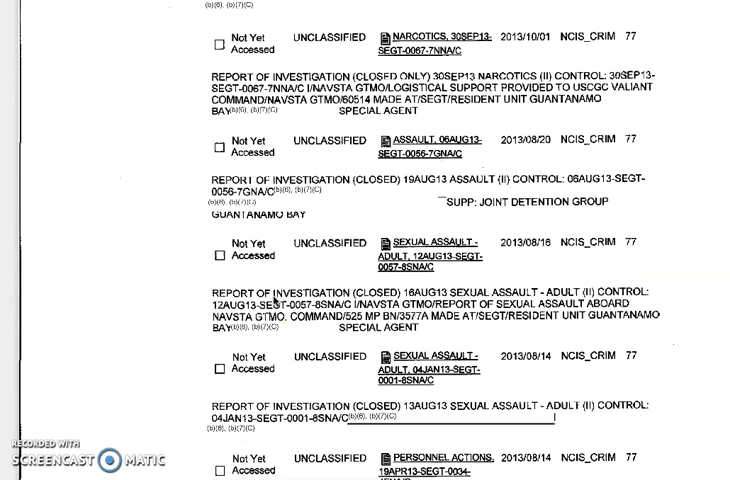 (b)(6), (b)(7)(C)
Not Yet Accessed UNCLASSIFIED NARCOTICS, 30SEP13- 2013/10/01 NCIS_CRIM 77
SEGT-0067-7NNA/C
REPORT OF INVESTIGATION (CLOSED ONLY) 30SEP13 NARCOTICS (II) CONTROL: 30SEP13-
SEGT-0067-7NNA/C I/NAVSTA GTMO/LOGISTICAL SUPPORT PROVIDED TO USCGC VALIANT
COMMAND/NAVSTA GTMO/60514 MADE AT/SEGT/RESIDENT UNIT GUANTANAMO
BAY(b)(6), (b)(7)(C) SPECIAL AGENT
Not Yet Accessed UNCLASSIFIED ASSAULT, 06AUG13- 2013/08/20 NCIS_CRIM 77
SEGT-0056-7GNA/C
REPORT OF INVESTIGATION (CLOSED) 19AUG13 ASSAULT (II) CONTROL: 06AUG13-SEGT-
0056-7GNA/C(b)(6), (b)(7)(C)
(b)(6), (b)(7)(C) SUPP: JOINT DETENTION GROUP
GUANTANAMO BAY
Not Yet Accessed UNCLASSIFIED SEXUAL ASSAULT - 2013/08/16 NCIS_CRIM 77
ADULT, 12AUG13-SEGT-
0057-8SNA/C
REPORT OF INVESTIGATION (CLOSED) 16AUG13 SEXUAL ASSAULT - ADULT (II) CONTROL:
12AUG13-SEGT-0057-8SNA/C I/NAVSTA GTMO/REPORT OF SEXUAL ASSAULT ABOARD
NAVSTA GTMO. COMMAND/525 MP BN/3577A MADE AT/SEGT/RESIDENT UNIT GUANTANAMO
BAY(b)(6), (b)(7)(C) SPECIAL AGENT
Not Yet Accessed UNCLASSIFIED SEXUAL ASSAULT - 2013/08/14 NCIS_CRIM 77
ADULT, 04JAN13-SEGT-
0001-8SNA/C
REPORT OF INVESTIGATION (CLOSED) 13AUG13 SEXUAL ASSAULT - ADULT (II) CONTROL:
04JAN13-SEGT-0001-8SNA/C(b)(6), (b)(7)(C)
(b)(6), (b)(7)(C)
Not Yet Accessed UNCLASSIFIED PERSONNEL ACTIONS, 2013/08/14 NCIS_CRIM 77
19APR13-SEGT-0034-
RECORDED WITH
SCREENCAST O MATIC